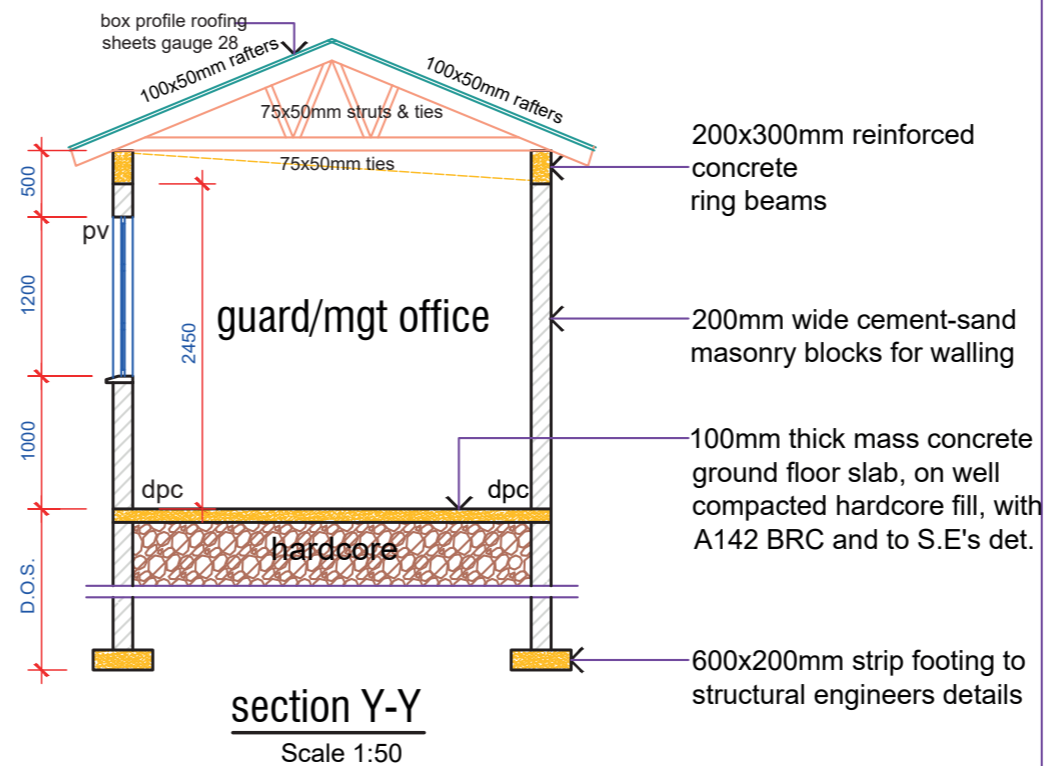 box profile roofing
sheets gauge 28
100x50mm rafters
100x50mm rafters
75x50mm struts & ties
75x50mm ties
500
pv
1200
2450
guard/mgt office
1000
dpc
dpc
hardcore
D.O.S.
200x300mm reinforced
concrete
ring beams
200mm wide cement-sand
masonry blocks for walling
100mm thick mass concrete
ground floor slab, on well
compacted hardcore fill, with
A142 BRC and to S.E's det.
600x200mm strip footing to
structural engineers details
section Y-Y
Scale 1:50